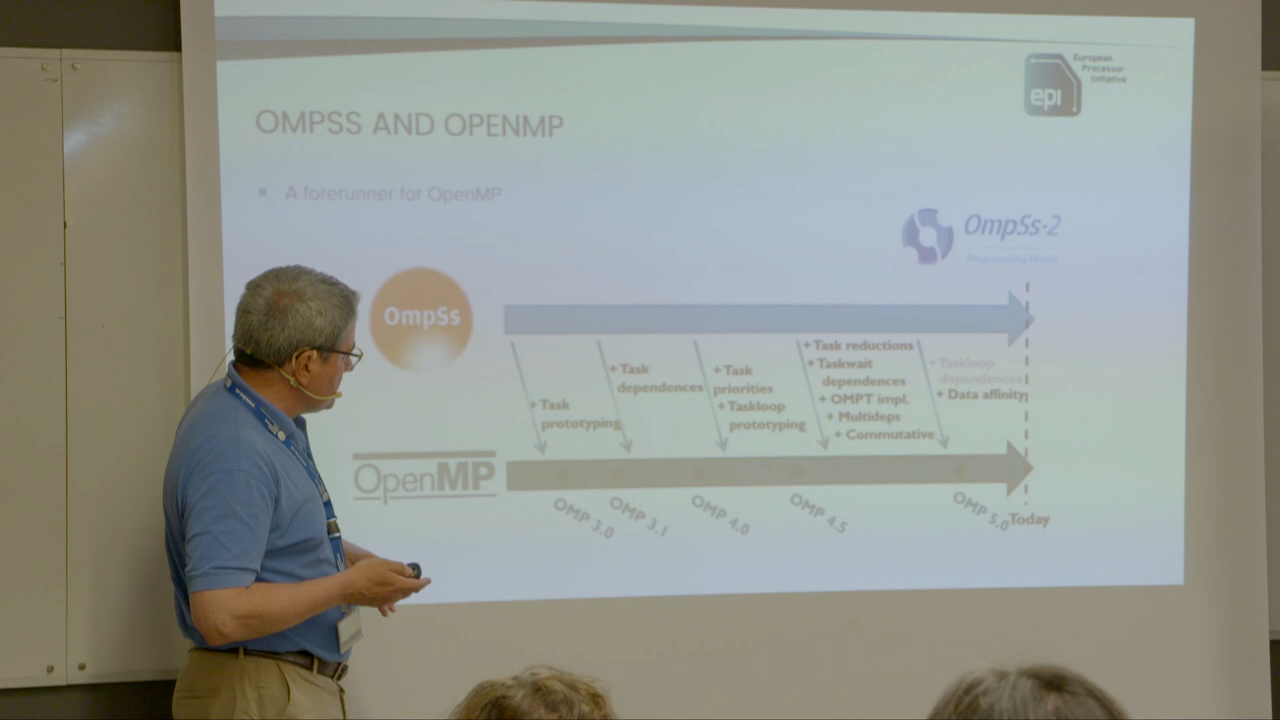 European
Processor
Initiative
epi
OMPSS AND OPENMP
A forerunner for OpenMP
OmpSs-2
Programming Model
OmpSs
+ Task
prototyping
+ Task
dependences
+ Task
priorities
+ Taskloop
prototyping
+ Task reductions
+ Taskwait
dependences
+ OMPT impl.
+ Multideps
+ Commutative
+ Taskloop
dependences
+ Data affinity
OpenMP
OMP 3.0
OMP 3.1
OMP 4.0
OMP 4.5
OMP 5.0
Today